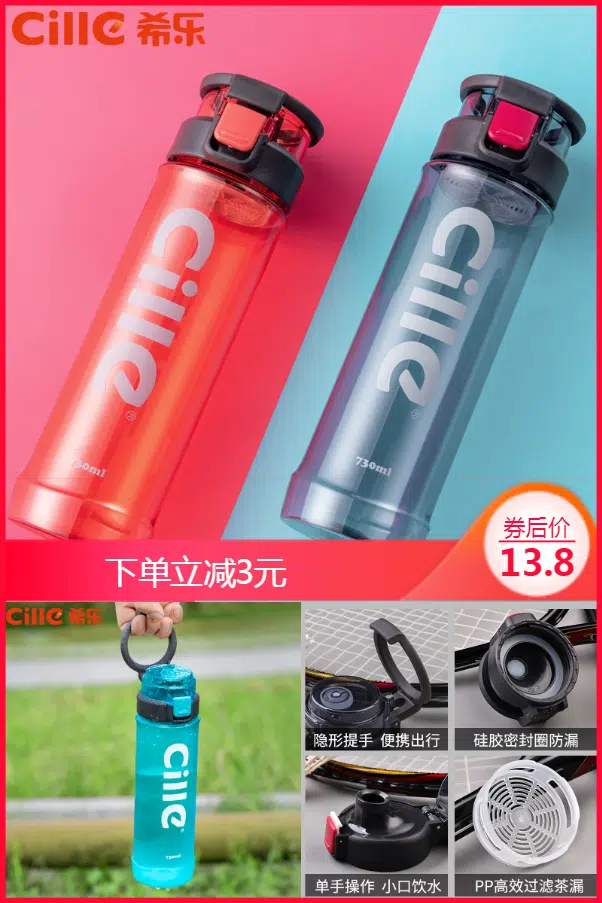 cille 希乐
cille
®
730ml
cille
®
730ml
下单立减3元
券后价
13.8
cille 希乐
cille
®
730ml
隐形提手 便携出行
硅胶密封圈防漏
单手操作 小口饮水
PP高效过滤茶漏